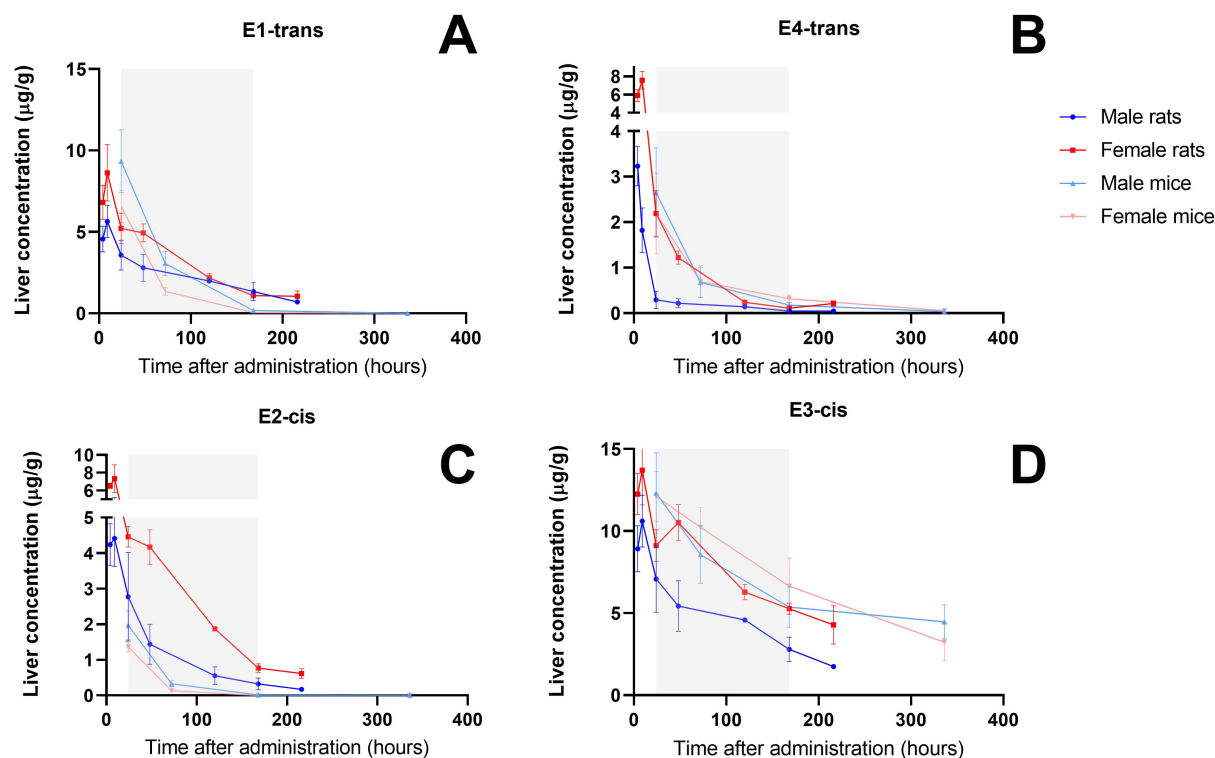 E1-trans
A
Liver concentration (μg/g)
15
10
5
0
0 100 200 300 400
Time after administration (hours)
E4-trans
B
Liver concentration (μg/g)
8
6
4
4
3
2
1
0
0 100 200 300 400
Time after administration (hours)
Male rats
Female rats
Male mice
Female mice
E2-cis
C
Liver concentration (μg/g)
10
8
6
5
4
3
2
1
0
0 100 200 300 400
Time after administration (hours)
E3-cis
D
Liver concentration (μg/g)
15
10
5
0
0 100 200 300 400
Time after administration (hours)